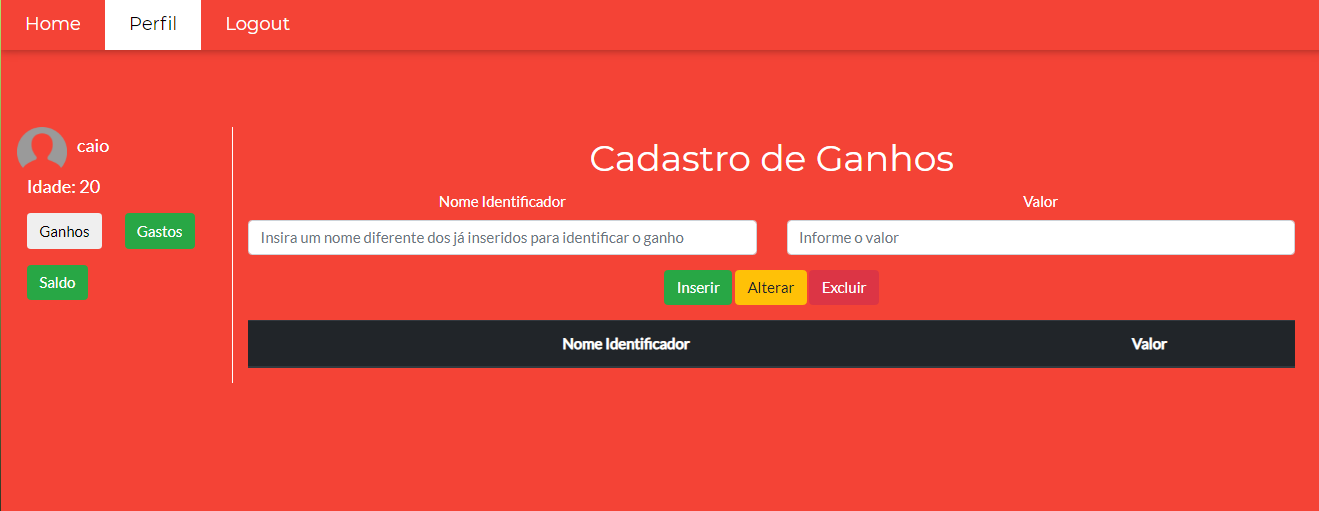 Home Perfil Logout
caio
Idade: 20
Ganhos Gastos
Saldo
Cadastro de Ganhos
Nome Identificador Valor
Insira um nome diferente dos já inseridos para identificar o ganho Informe o valor
Inserir Alterar Excluir
Nome Identificador Valor